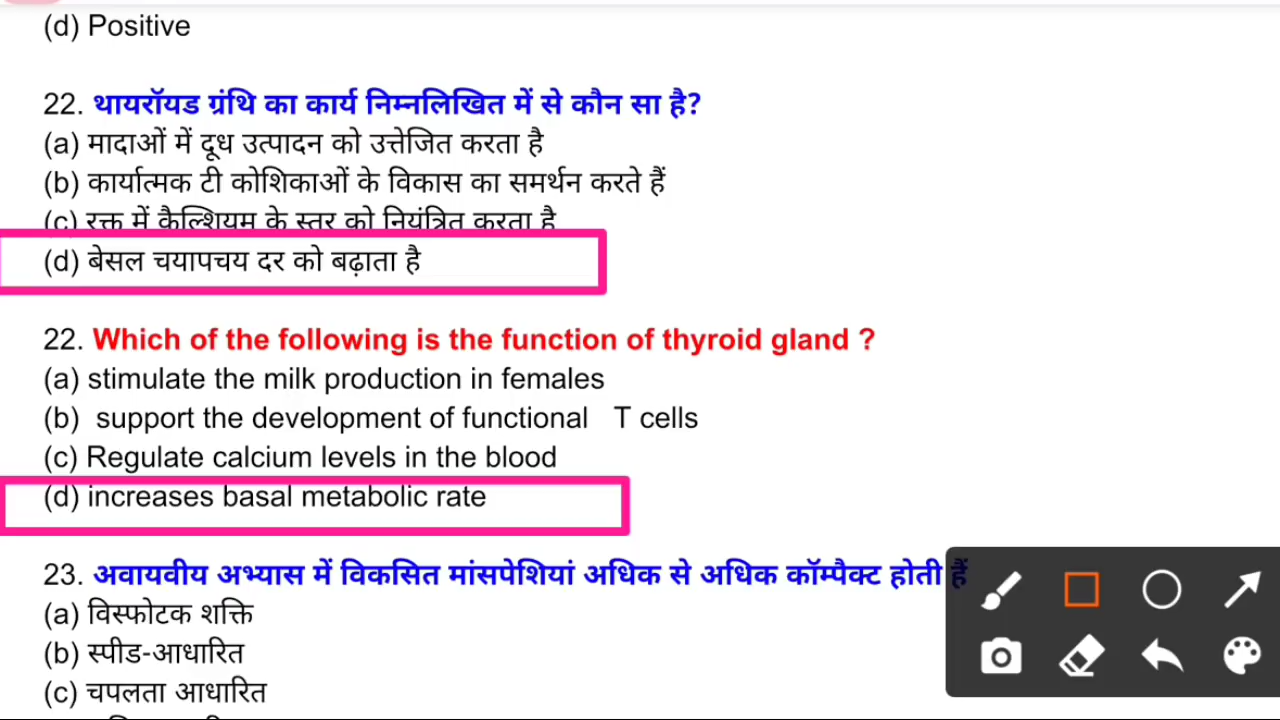 (d) Positive
22. थायरॉयड ग्रंथि का कार्य निम्नलिखित में से कौन सा है?
(a) मादाओं में दूध उत्पादन को उत्तेजित करता है
(b) कार्यात्मक टी कोशिकाओं के विकास का समर्थन करते हैं
(c) रक्त में कैल्शियम के स्तर को नियंत्रित करता है
(d) बेसल चयापचय दर को बढ़ाता है
22. Which of the following is the function of thyroid gland ?
(a) stimulate the milk production in females
(b) support the development of functional T cells
(c) Regulate calcium levels in the blood
(d) increases basal metabolic rate
23. अवायवीय अभ्यास में विकसित मांसपेशियां अधिक से अधिक कॉम्पैक्ट होती हैं
(a) विस्फोटक शक्ति
(b) स्पीड-आधारित
(c) चपलता आधारित